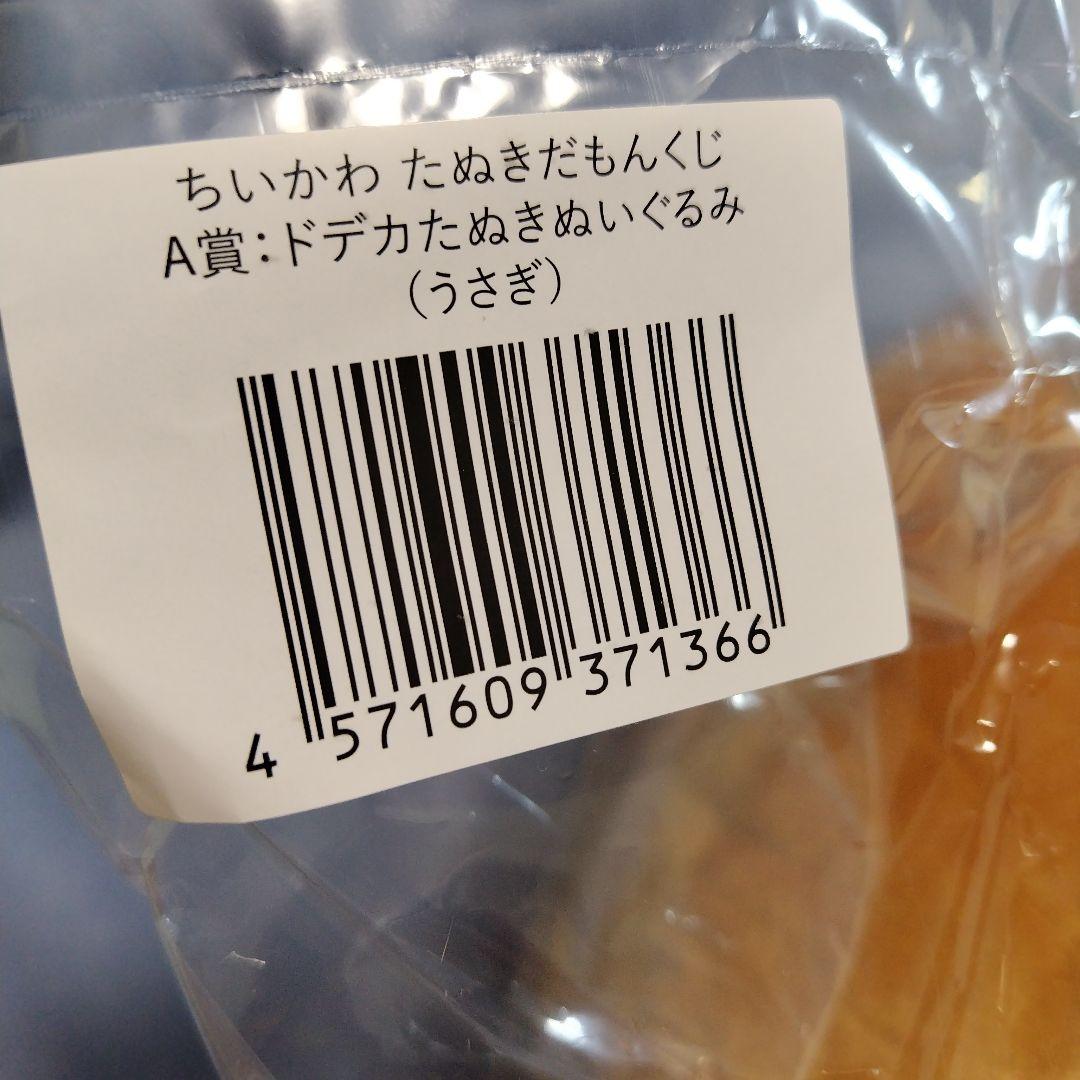 ちいかわ たぬきだもんくじ
A賞：ドデカたぬきぬいぐるみ
（うさぎ）
4 571609 371366